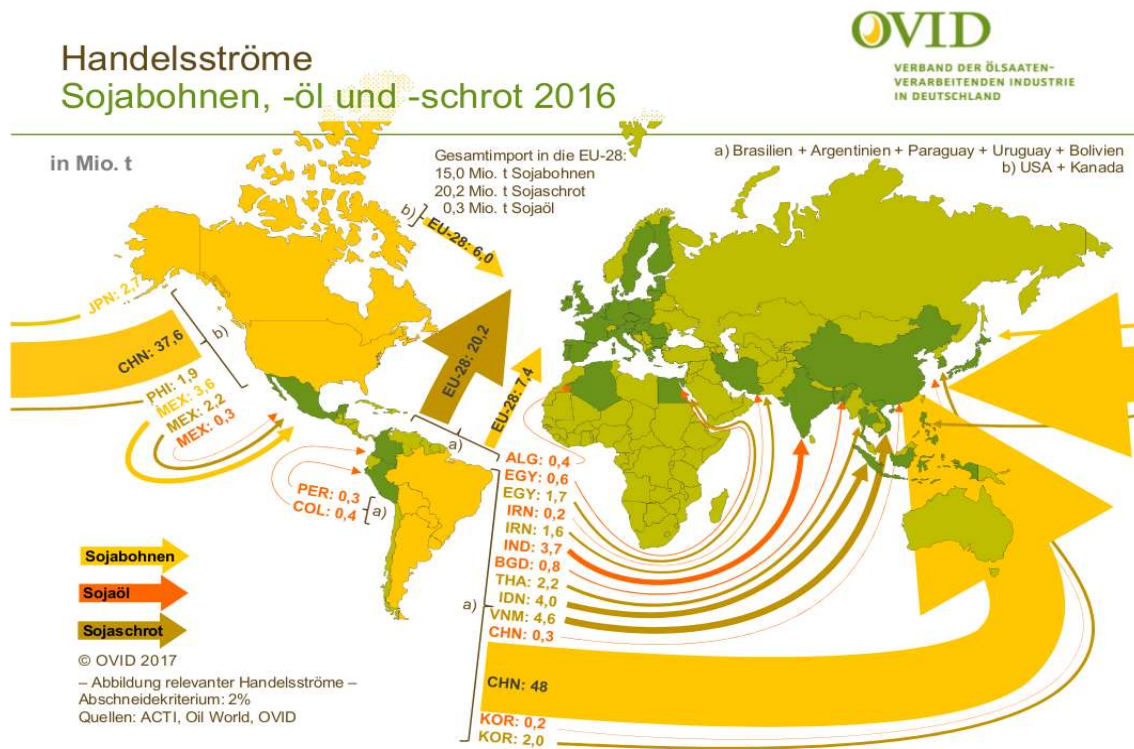 Handelsströme
Sojabohnen, -öl und -schrot 2016
OVID
VERBAND DER ÖLSAATEN-
VERARBEITENDEN INDUSTRIE
IN DEUTSCHLAND
in Mio. t
Gesamtimport in die EU-28:
15,0 Mio. t Sojabohnen
20,2 Mio. t Sojaschrot
0,3 Mio. t Sojaöl
a) Brasilien + Argentinien + Paraguay + Uruguay + Bolivien
b) USA + Kanada
b)
EU-28: 6,0
JPN: 2,7
CHN: 37,6
b)
PHI: 1,9
MEX: 3,6
MEX: 2,2
MEX: 0,3
EU-28: 20,2
EU-28: 7,4
a)
PER: 0,3
COL: 0,4
a)
ALG: 0,4
EGY: 0,6
EGY: 1,7
IRN: 0,2
IRN: 1,6
IND: 3,7
BGD: 0,8
THA: 2,2
IDN: 4,0
VNM: 4,6
CHN: 0,3
a)
CHN: 48
KOR: 0,2
KOR: 2,0
Sojabohnen
Sojaöl
Sojaschrot
© OVID 2017
– Abbildung relevanter Handelsströme –
Abschneidekriterium: 2%
Quellen: ACTI, Oil World, OVID